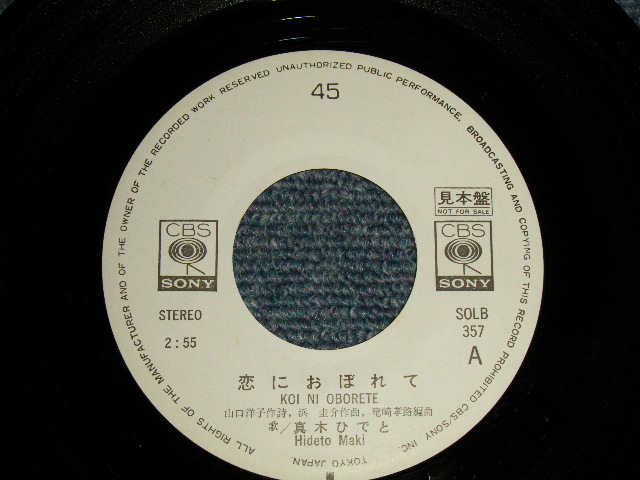 ALL RIGHTS OF THE MANUFACTURER AND OF THE OWNER OF THE RECORDED WORK RESERVED UNAUTHORIZED PUBLIC PERFORMANCE, BROADCASTING AND COPYING OF THIS RECORD PROHIBITED CBS/SONY INC. TOKYO JAPAN.
45
見本盤
NOT FOR SALE
CBS
SONY
CBS
SONY
STEREO
2:55
SOLB
357
A
恋におぼれて
KOI NI OBORETE
山口洋子作詩, 浜 圭介作曲, 竜崎孝路編曲
歌/真木ひでと
Hideto Maki